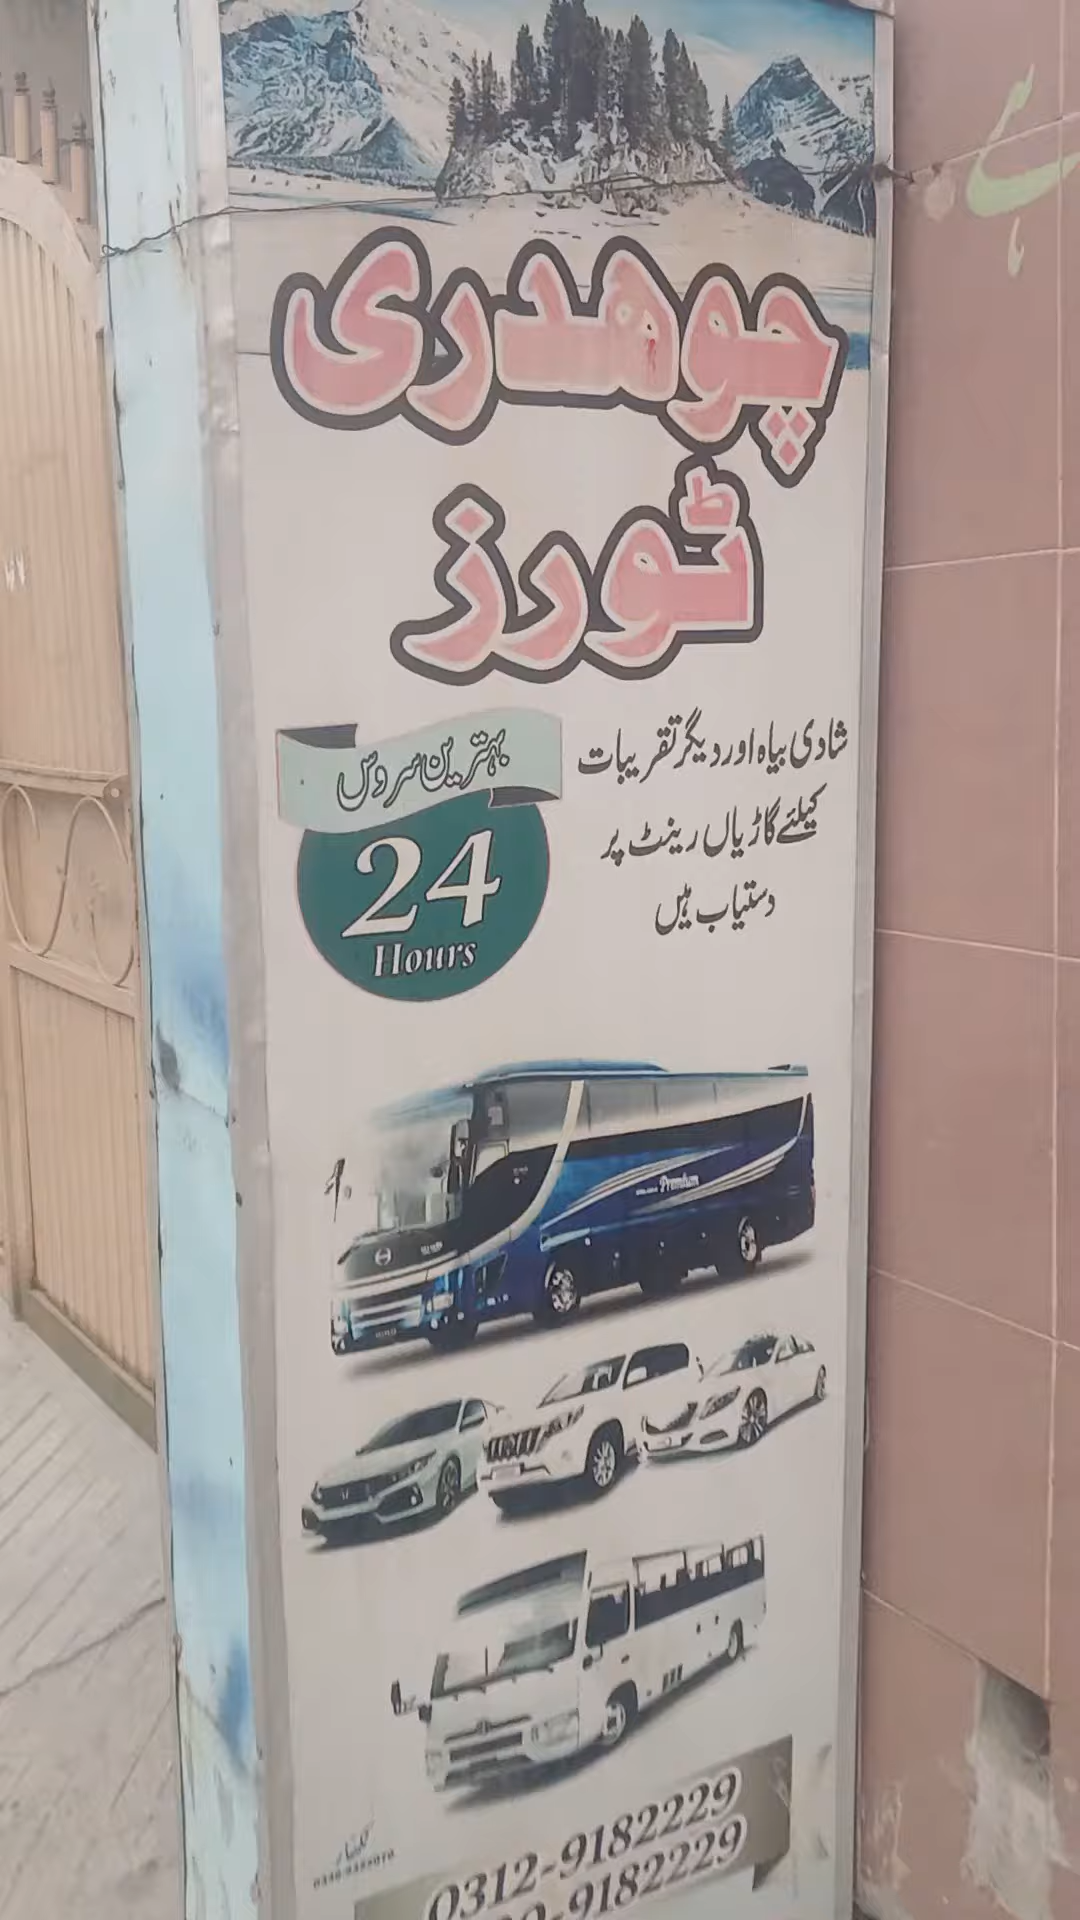 چوھدری
ٹورز
بہترین سروس
24
Hours
شادی بیاہ اور دیگر تقریبات
کیلئے گاڑیاں رینٹ پر
دستیاب ہیں
Premium
0312-9182229
9182229